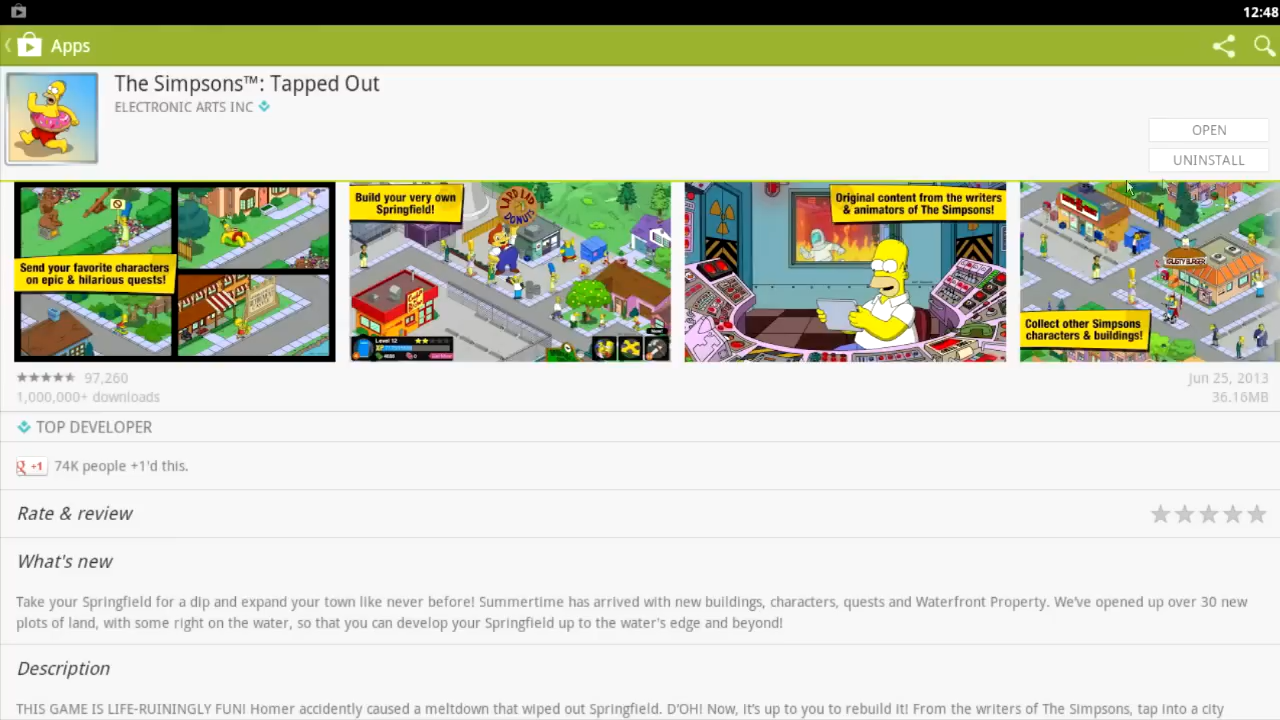 12:48
Apps
The Simpsons™: Tapped Out
ELECTRONIC ARTS INC
OPEN
UNINSTALL
Send your favorite characters
on epic & hilarious quests!
Build your very own
Springfield!
LARD LAD
DONUTS
Level 12
Original content from the writers
& animators of The Simpsons!
KRUSTY BURGER
Collect other Simpsons
characters & buildings!
97,260
1,000,000+ downloads
Jun 25, 2013
36.16MB
TOP DEVELOPER
+1
74K people +1'd this.
Rate & review
What's new
Take your Springfield for a dip and expand your town like never before! Summertime has arrived with new buildings, characters, quests and Waterfront Property. We've opened up over 30 new
plots of land, with some right on the water, so that you can develop your Springfield up to the water's edge and beyond!
Description
THIS GAME IS LIFE-RUININGLY FUN! Homer accidently caused a meltdown that wiped out Springfield. D'OH! Now, it's up to you to rebuild it! From the writers of The Simpsons, tap into a city